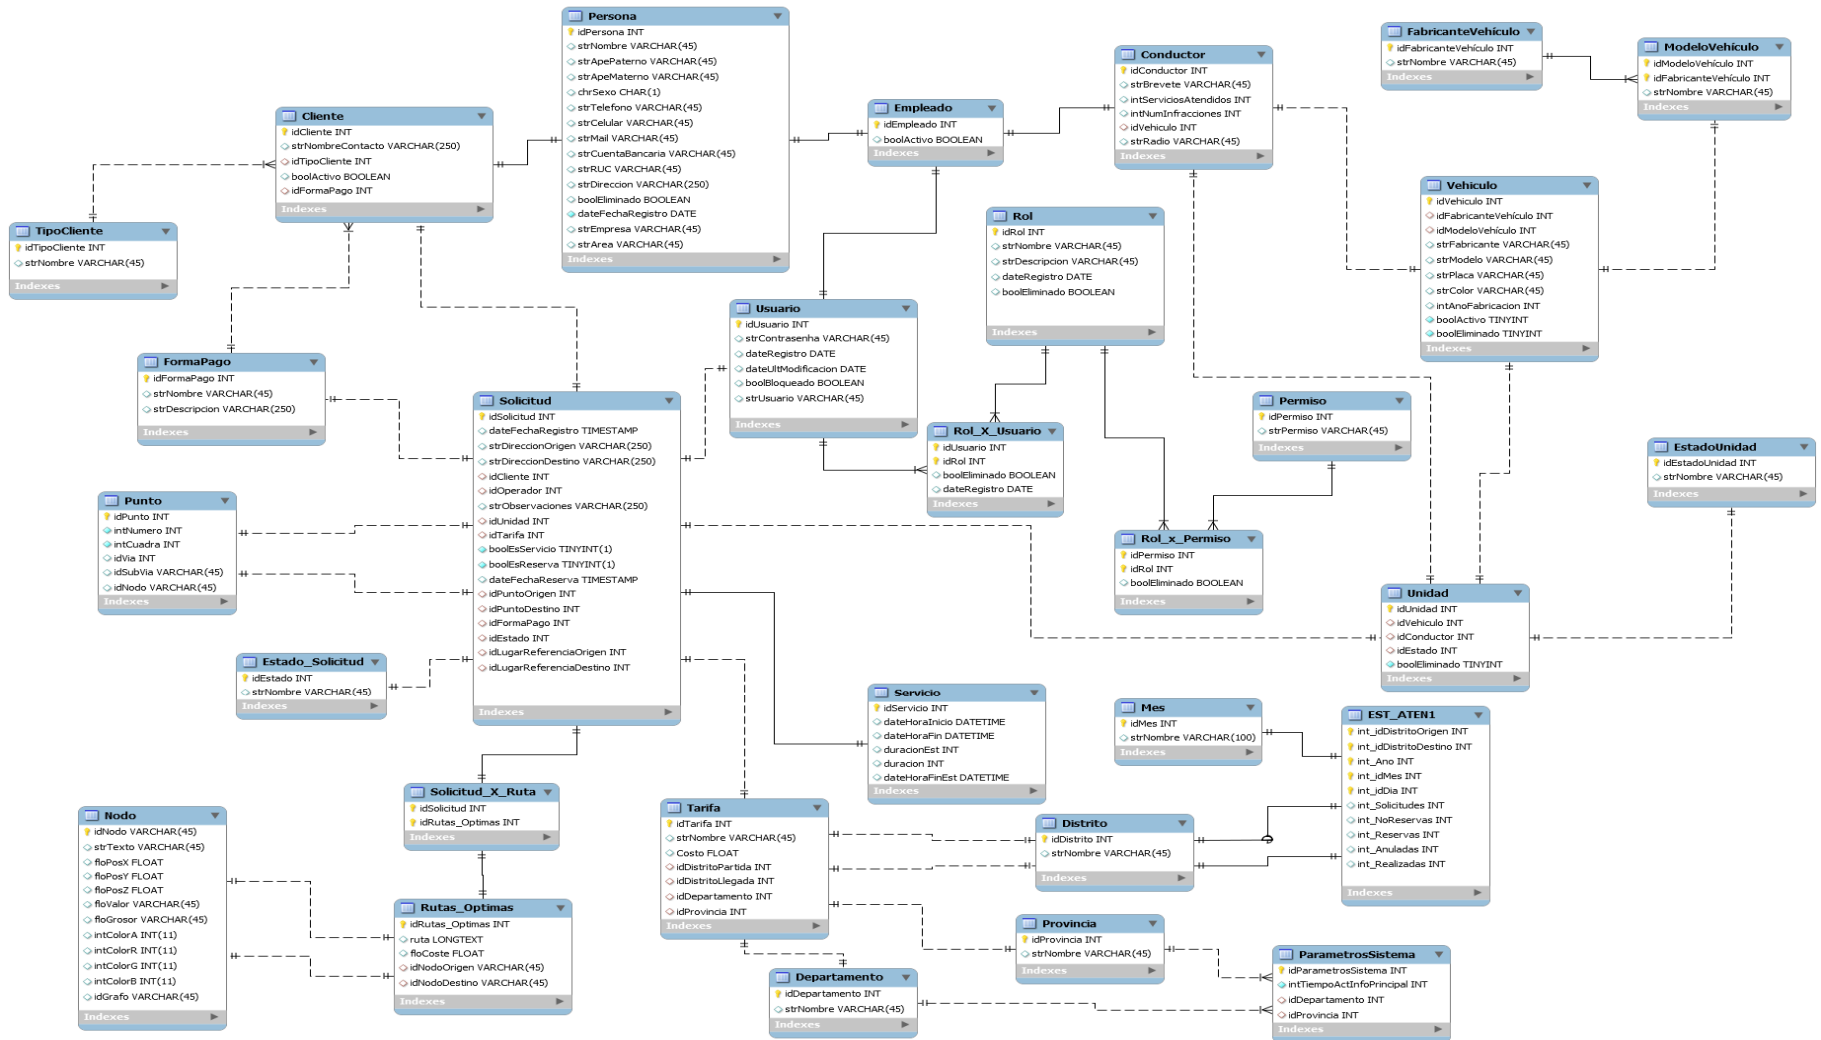 Persona
idPersona INT
strNombre VARCHAR(45)
strApePaterno VARCHAR(45)
strApeMaterno VARCHAR(45)
chrSexo CHAR(1)
strTelefono VARCHAR(45)
strCelular VARCHAR(45)
strMail VARCHAR(45)
strCuentaBancaria VARCHAR(45)
strRUC VARCHAR(45)
strDireccion VARCHAR(250)
boolEliminado BOOLEAN
dateFechaRegistro DATE
strEmpresa VARCHAR(45)
strArea VARCHAR(45)
Indexes
FabricanteVehículo
idFabricanteVehículo INT
strNombre VARCHAR(45)
Indexes
ModeloVehículo
idModeloVehículo INT
idFabricanteVehículo INT
strNombre VARCHAR(45)
Indexes
Conductor
idConductor INT
strBrevete VARCHAR(45)
intServiciosAtendidos INT
intNumInfracciones INT
idVehiculo INT
strRadio VARCHAR(45)
Indexes
Empleado
idEmpleado INT
boolActivo BOOLEAN
Indexes
Cliente
idCliente INT
strNombreContacto VARCHAR(250)
idTipoCliente INT
boolActivo BOOLEAN
idFormaPago INT
Indexes
TipoCliente
idTipoCliente INT
strNombre VARCHAR(45)
Indexes
Vehiculo
idVehiculo INT
idFabricanteVehículo INT
idModeloVehículo INT
strFabricante VARCHAR(45)
strModelo VARCHAR(45)
strPlaca VARCHAR(45)
strColor VARCHAR(45)
intAnoFabricacion INT
boolActivo TINYINT
boolEliminado TINYINT
Indexes
Rol
idRol INT
strNombre VARCHAR(45)
strDescripcion VARCHAR(45)
dateRegistro DATE
boolEliminado BOOLEAN
Indexes
Usuario
idUsuario INT
strContrasenha VARCHAR(45)
dateRegistro DATE
dateUltModificacion DATE
boolBloqueado BOOLEAN
strUsuario VARCHAR(45)
Indexes
FormaPago
idFormaPago INT
strNombre VARCHAR(45)
strDescripcion VARCHAR(250)
Indexes
Solicitud
idSolicitud INT
dateFechaRegistro TIMESTAMP
strDireccionOrigen VARCHAR(250)
strDireccionDestino VARCHAR(250)
idCliente INT
idOperador INT
strObservaciones VARCHAR(250)
idUnidad INT
idTarifa INT
boolEsServicio TINYINT(1)
boolEsReserva TINYINT(1)
dateFechaReserva TIMESTAMP
idPuntoOrigen INT
idPuntoDestino INT
idFormaPago INT
idEstado INT
idLugarReferenciaOrigen INT
idLugarReferenciaDestino INT
Indexes
Rol_X_Usuario
idUsuario INT
idRol INT
boolEliminado BOOLEAN
dateRegistro DATE
Indexes
Permiso
idPermiso INT
strPermiso VARCHAR(45)
Indexes
EstadoUnidad
idEstadoUnidad INT
strNombre VARCHAR(45)
Indexes
Punto
idPunto INT
intNumero INT
intCuadra INT
idVia INT
idSubVia VARCHAR(45)
idNodo VARCHAR(45)
Indexes
Rol_x_Permiso
idPermiso INT
idRol INT
boolEliminado BOOLEAN
Indexes
Unidad
idUnidad INT
idVehiculo INT
idConductor INT
idEstado INT
boolEliminado TINYINT
Indexes
Estado_Solicitud
idEstado INT
strNombre VARCHAR(45)
Indexes
Servicio
idServicio INT
dateHoraInicio DATETIME
dateHoraFin DATETIME
duracionEst INT
duracion INT
dateHoraFinEst DATETIME
Indexes
Mes
idMes INT
strNombre VARCHAR(100)
Indexes
EST_ATEN1
int_idDistritoOrigen INT
int_idDistritoDestino INT
int_Ano INT
int_idMes INT
int_idDia INT
int_Solicitudes INT
int_NoReservas INT
int_Reservas INT
int_Anuladas INT
int_Realizadas INT
Indexes
Solicitud_X_Ruta
idSolicitud INT
idRutas_Optimas INT
Indexes
Nodo
idNodo VARCHAR(45)
strTexto VARCHAR(45)
floPosX FLOAT
floPosY FLOAT
floPosZ FLOAT
floValor VARCHAR(45)
floGrosor VARCHAR(45)
intColorA INT(11)
intColorR INT(11)
intColorG INT(11)
intColorB INT(11)
idGrafo VARCHAR(45)
Indexes
Tarifa
idTarifa INT
strNombre VARCHAR(45)
Costo FLOAT
idDistritoPartida INT
idDistritoLlegada INT
idDepartamento INT
idProvincia INT
Indexes
Distrito
idDistrito INT
strNombre VARCHAR(45)
Indexes
Rutas_Optimas
idRutas_Optimas INT
ruta LONGTEXT
floCoste FLOAT
idNodoOrigen VARCHAR(45)
idNodoDestino VARCHAR(45)
Indexes
Provincia
idProvincia INT
strNombre VARCHAR(45)
Indexes
ParametrosSistema
idParametrosSistema INT
intTiempoActInfoPrincipal INT
idDepartamento INT
idProvincia INT
Indexes
Departamento
idDepartamento INT
strNombre VARCHAR(45)
Indexes